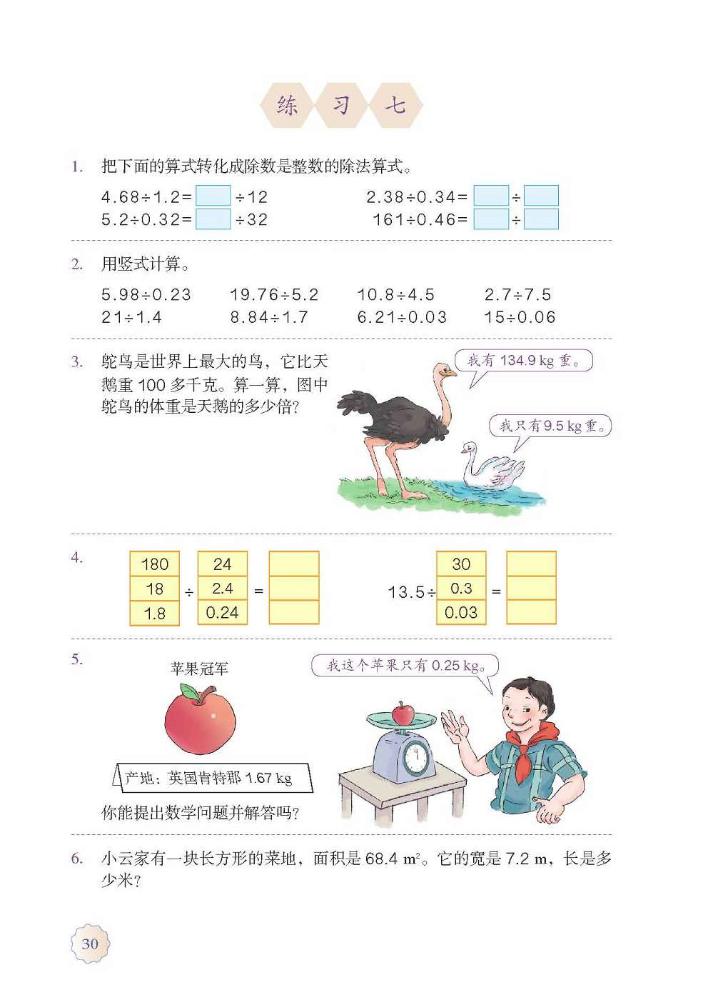 练习七
1. 把下面的算式转化成除数是整数的除法算式。
4.68÷1.2= ÷12 2.38÷0.34= ÷
5.2÷0.32= ÷32 161÷0.46= ÷
2. 用竖式计算。
5.98÷0.23 19.76÷5.2 10.8÷4.5 2.7÷7.5
21÷1.4 8.84÷1.7 6.21÷0.03 15÷0.06
3. 鸵鸟是世界上最大的鸟，它比天
鹅重 100 多千克。算一算，图中
鸵鸟的体重是天鹅的多少倍？
我有 134.9 kg 重。
我只有9.5 kg重。
4.
180 24 30
18 ÷ 2.4 = 13.5÷ 0.3 =
1.8 0.24 0.03
5.
苹果冠军
我这个苹果只有 0.25 kg。
产地：英国肯特郡 1.67 kg
你能提出数学问题并解答吗？
6. 小云家有一块长方形的菜地，面积是 68.4 m²。它的宽是 7.2 m，长是多
少米？
30